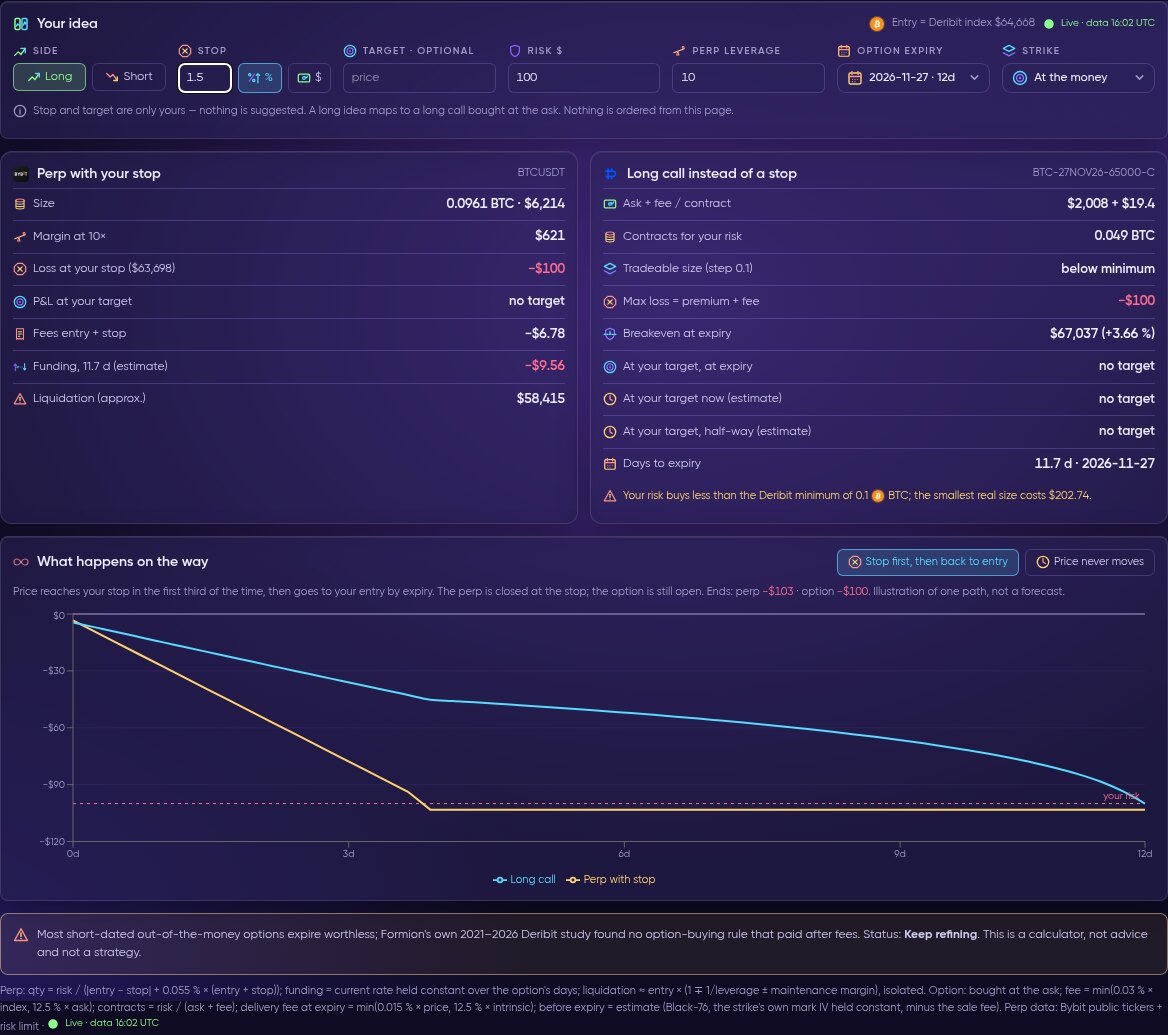 Your idea
Entry = Deribit index $64,668
Live · data 16:02 UTC
SIDE
STOP
TARGET · OPTIONAL
RISK $
PERP LEVERAGE
OPTION EXPIRY
STRIKE
Long
Short
1.5
%
$
price
100
10
2026-11-27 · 12d
At the money
Stop and target are only yours — nothing is suggested. A long idea maps to a long call bought at the ask. Nothing is ordered from this page.
Perp with your stop
BTCUSDT
Size 0.0961 BTC · $6,214
Margin at 10× $621
Loss at your stop ($63,698) −$100
P&L at your target no target
Fees entry + stop −$6.78
Funding, 11.7 d (estimate) −$9.56
Liquidation (approx.) $58,415
Long call instead of a stop
BTC-27NOV26-65000-C
Ask + fee / contract $2,008 + $19.4
Contracts for your risk 0.049 BTC
Tradeable size (step 0.1) below minimum
Max loss = premium + fee −$100
Breakeven at expiry $67,037 (+3.66 %)
At your target, at expiry no target
At your target now (estimate) no target
At your target, half-way (estimate) no target
Days to expiry 11.7 d · 2026-11-27
Your risk buys less than the Deribit minimum of 0.1 BTC; the smallest real size costs $202.74.
What happens on the way
Stop first, then back to entry
Price never moves
Price reaches your stop in the first third of the time, then goes to your entry by expiry. The perp is closed at the stop; the option is still open. Ends: perp −$103 · option −$100. Illustration of one path, not a forecast.
$0
−$30
−$60
−$90
your risk
−$120
0d 3d 6d 9d 12d
Long call Perp with stop
Most short-dated out-of-the-money options expire worthless; Formion's own 2021–2026 Deribit study found no option-buying rule that paid after fees. Status: Keep refining. This is a calculator, not advice
and not a strategy.
Perp: qty = risk / (|entry − stop| + 0.055 % × (entry + stop)); funding = current rate held constant over the option's days; liquidation ≈ entry × (1 ∓ 1/leverage ± maintenance margin), isolated. Option: bought at the ask; fee = min(0.03 % ×
index, 12.5 % × ask); contracts = risk / (ask + fee); delivery fee at expiry = min(0.015 % × price, 12.5 % × intrinsic); before expiry = estimate (Black-76, the strike's own mark IV held constant, minus the sale fee). Perp data: Bybit public tickers +
risk limit · Live · data 16:02 UTC